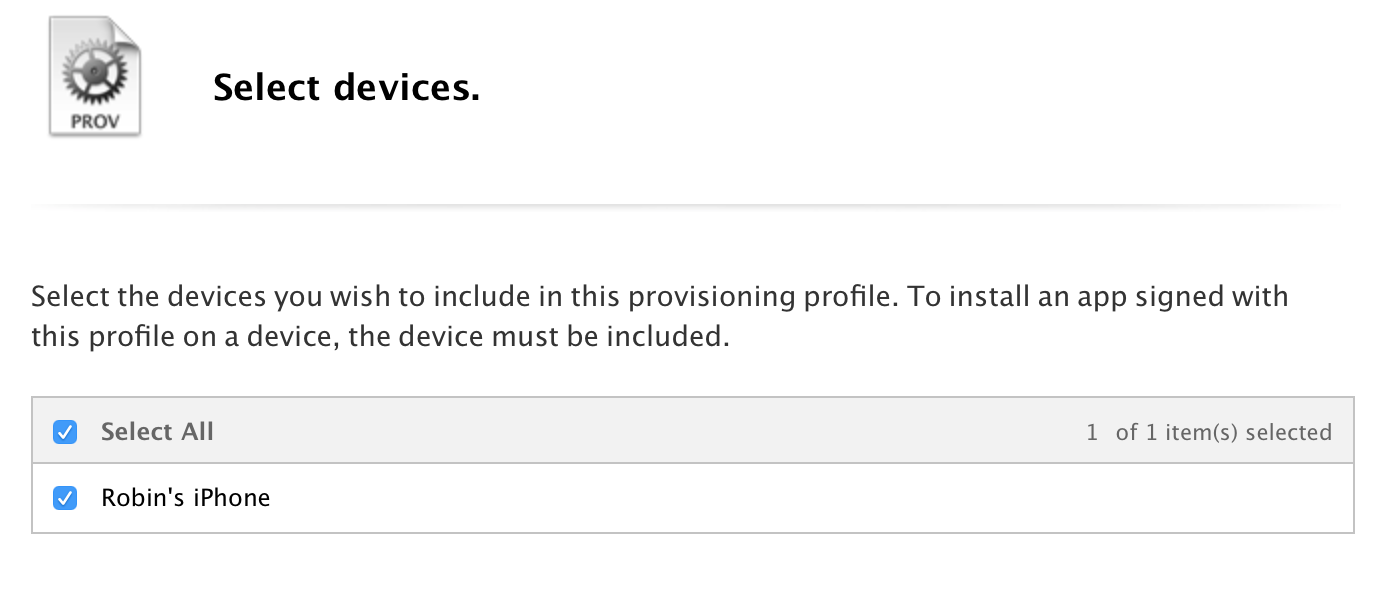 PROV
Select devices.
Select the devices you wish to include in this provisioning profile. To install an app signed with
this profile on a device, the device must be included.
Select All
1 of 1 item(s) selected
Robin's iPhone